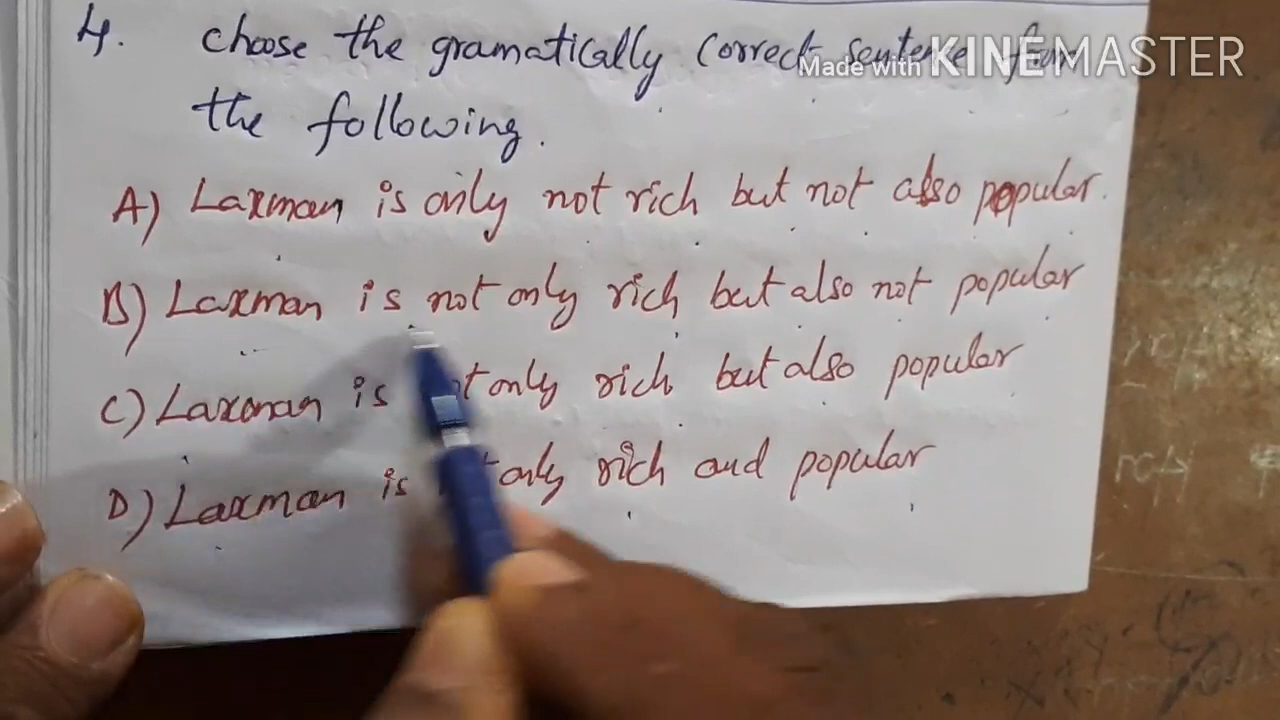 4. choose the gramatically correct sentence from
the following.
A) Laxman is only not rich but not also popular.
B) Laxman is not only rich but also not popular
C) Laxman is only rich but also popular
D) Laxman is only rich and popular
Made with KINEMASTER